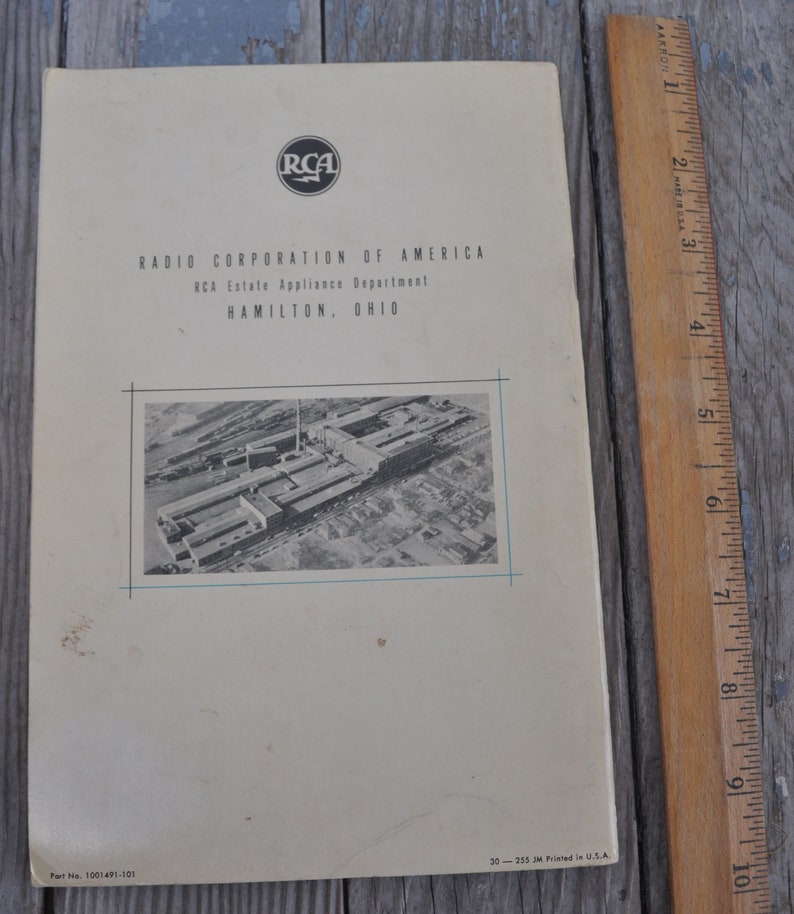 RCA
RADIO CORPORATION OF AMERICA
RCA Estate Appliance Department
HAMILTON, OHIO
Part No. 1001491-101
30 — 255 JM Printed in U.S.A.
AAKRON
1
2
MADE IN U.S.A.
3
4
5
6
7
8
9
10